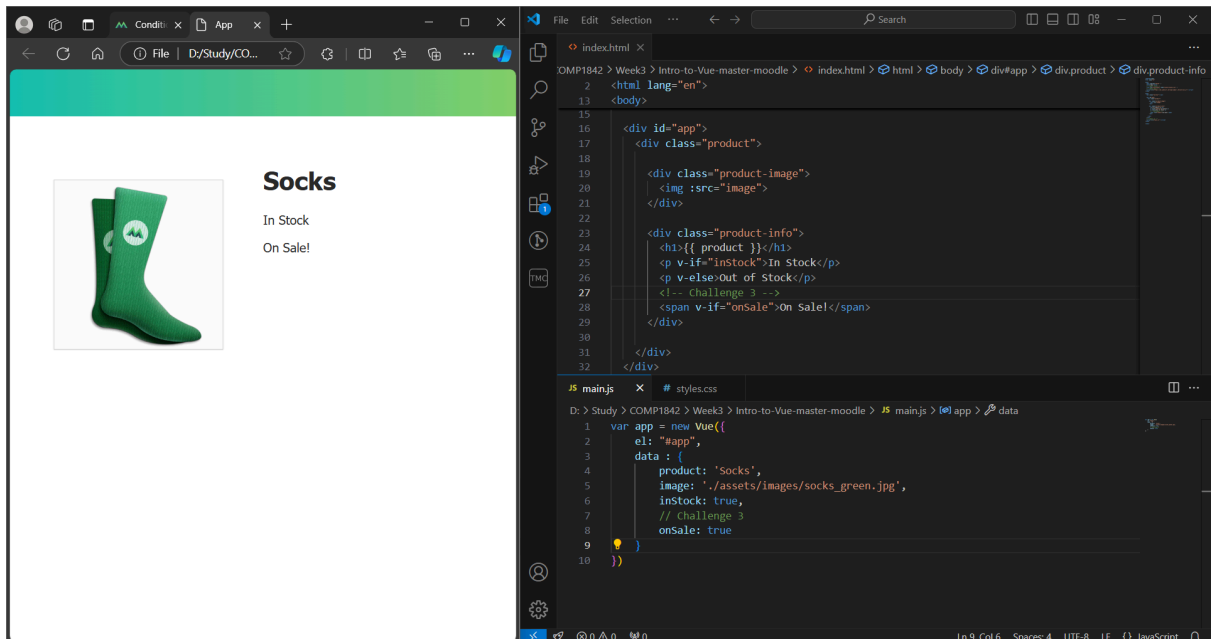 Conditic
App
File
D:/Study/CO...
Socks
In Stock
On Sale!
File Edit Selection ... Search
index.html
COMP1842 > Week3 > Intro-to-Vue-master-moodle > index.html > html > body > div#app > div.product > div.product-info
2 <html lang="en">
13 <body>
15
16 <div id="app">
17 <div class="product">
18
19 <div class="product-image">
20 <img :src="image">
21 </div>
22
23 <div class="product-info">
24 <h1>{{ product }}</h1>
25 <p v-if="inStock">In Stock</p>
26 <p v-else>Out of Stock</p>
27 <!-- Challenge 3 -->
28 <span v-if="onSale">On Sale!</span>
29 </div>
30
31 </div>
32 </div>
1
TMC
JS main.js # styles.css
D: > Study > COMP1842 > Week3 > Intro-to-Vue-master-moodle > JS main.js > app > data
1 var app = new Vue({
2 el: "#app",
3 data : {
4 product: 'Socks',
5 image: './assets/images/socks_green.jpg',
6 inStock: true,
7 // Challenge 3
8 onSale: true
9 }
10 })
0 0 0 Ln 9, Col 6 Spaces: 4 UTF-8 LF {} JavaScript